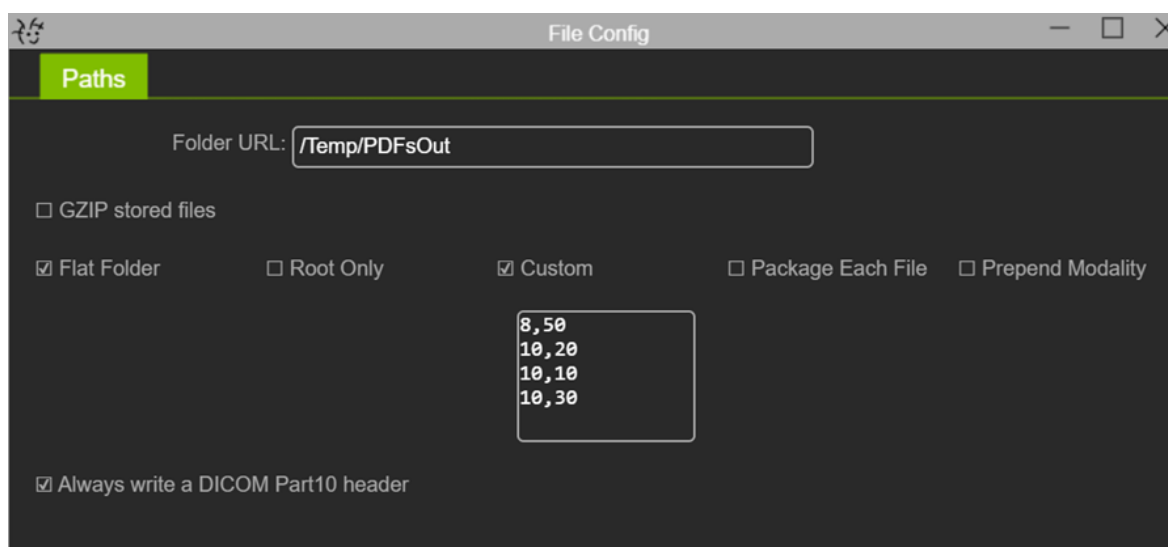 File Config
Paths
Folder URL: /Temp/PDFsOut
GZIP stored files
Flat Folder Root Only Custom Package Each File Prepend Modality
8,50
10,20
10,10
10,30
Always write a DICOM Part10 header